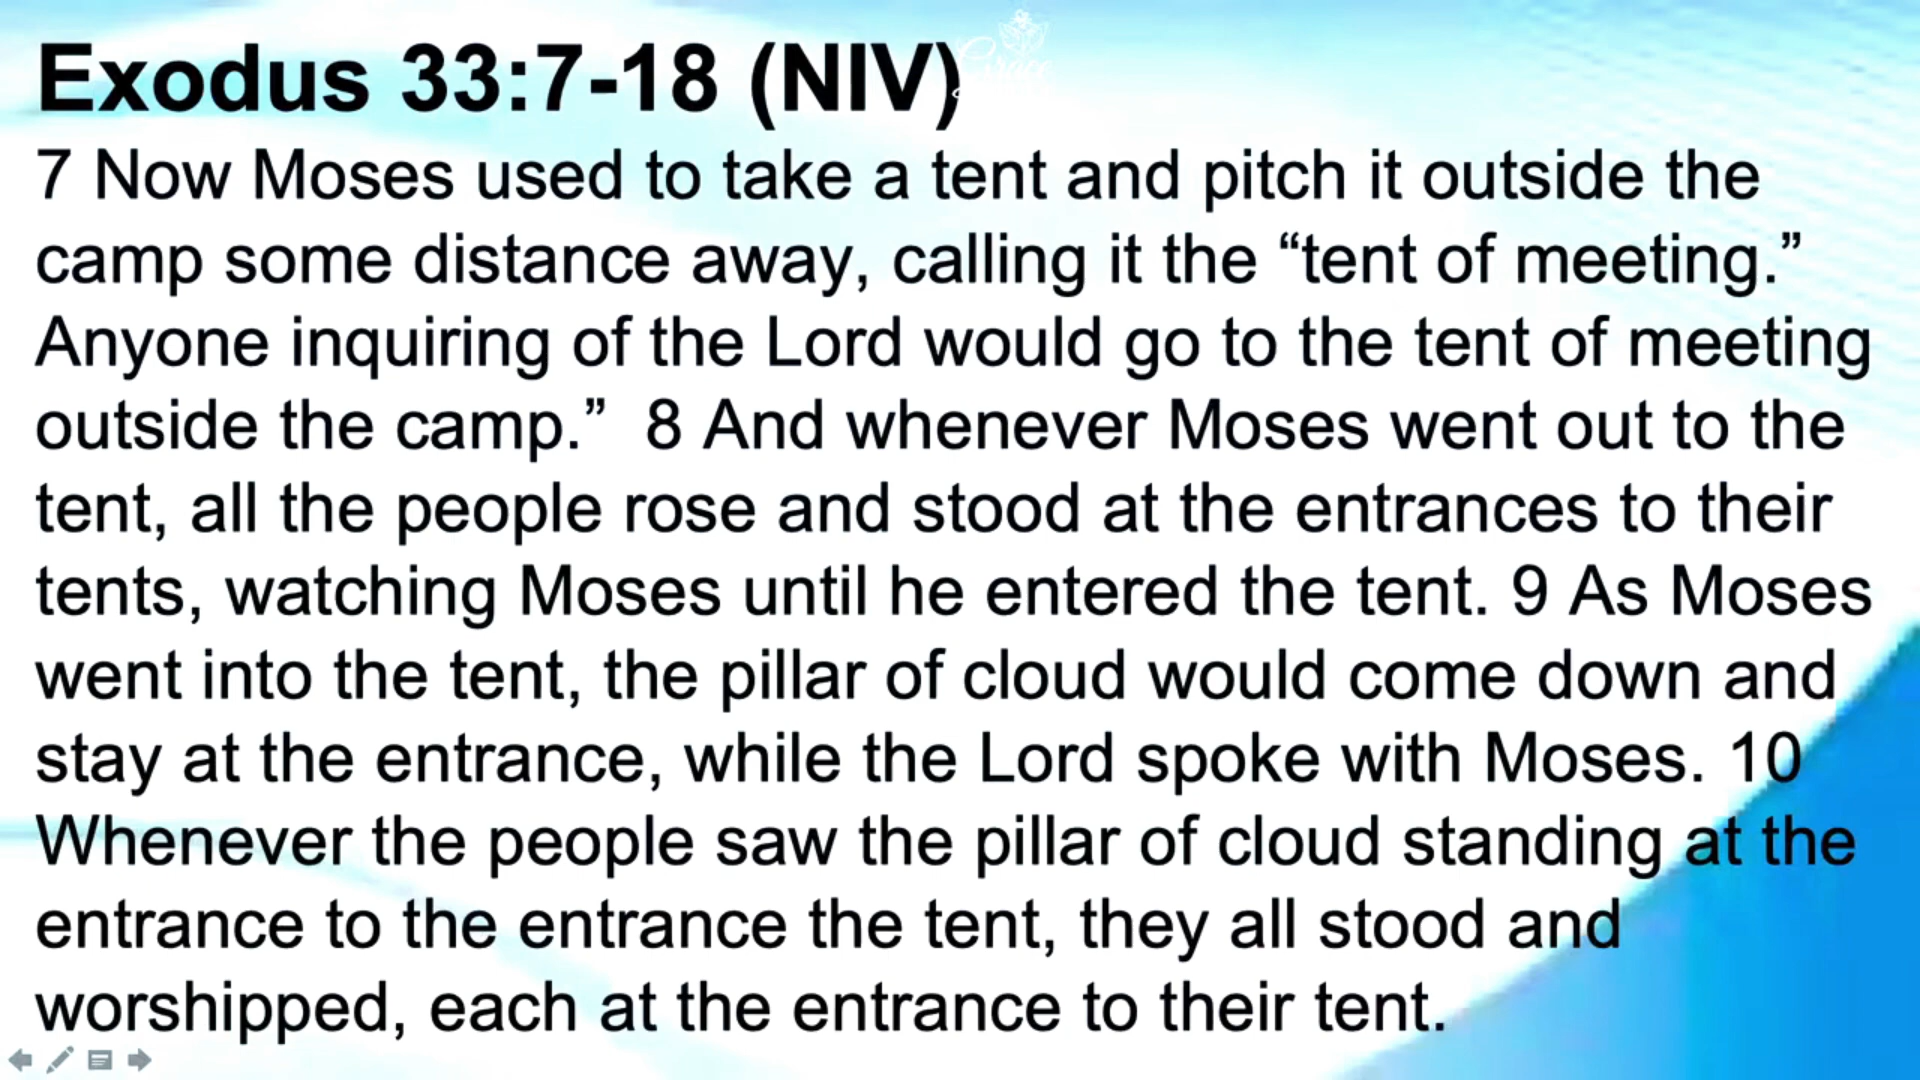 Exodus 33:7-18 (NIV)
Grace
7 Now Moses used to take a tent and pitch it outside the
camp some distance away, calling it the “tent of meeting.”
Anyone inquiring of the Lord would go to the tent of meeting
outside the camp.” 8 And whenever Moses went out to the
tent, all the people rose and stood at the entrances to their
tents, watching Moses until he entered the tent. 9 As Moses
went into the tent, the pillar of cloud would come down and
stay at the entrance, while the Lord spoke with Moses. 10
Whenever the people saw the pillar of cloud standing at the
entrance to the entrance the tent, they all stood and
worshipped, each at the entrance to their tent.